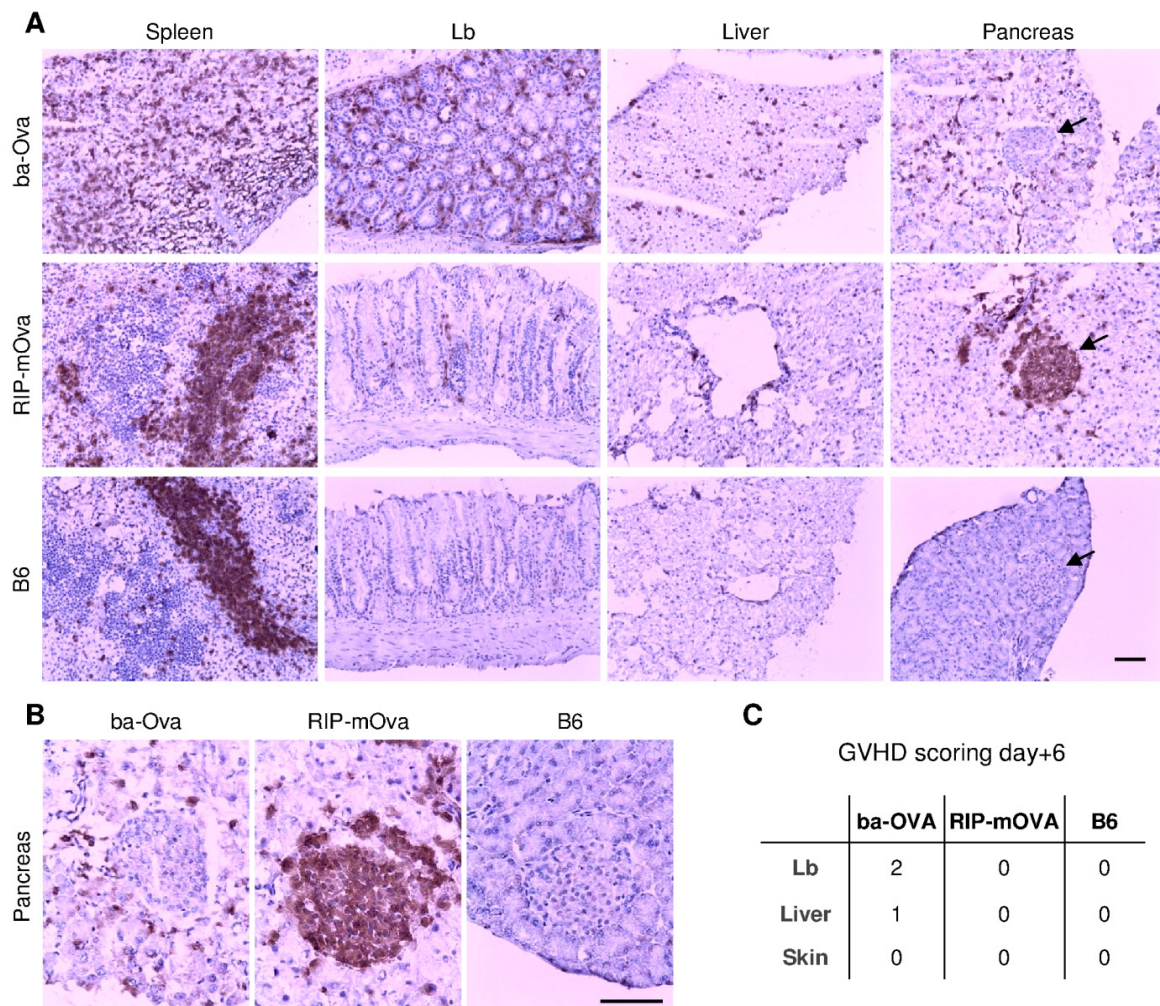 A
Spleen Lb Liver Pancreas
ba-Ova
RIP-mOva
B6
B
ba-Ova RIP-mOva B6
Pancreas
C
GVHD scoring day+6
ba-OVA RIP-mOVA B6
Lb 2 0 0
Liver 1 0 0
Skin 0 0 0